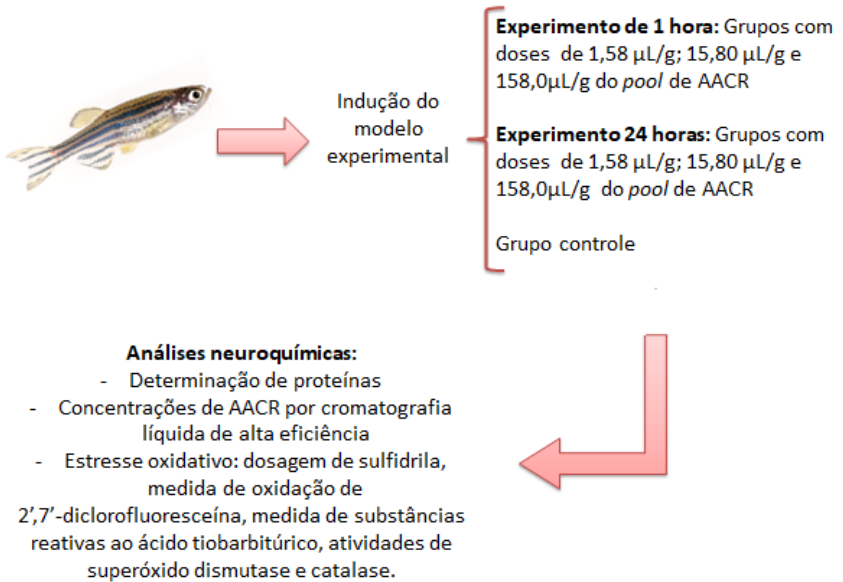 Experimento de 1 hora: Grupos com
doses de 1,58 µL/g; 15,80 µL/g e
158,0µL/g do pool de AACR
Indução do
modelo
experimental
Experimento 24 horas: Grupos com
doses de 1,58 µL/g; 15,80 µL/g e
158,0µL/g do pool de AACR
Grupo controle
Análises neuroquímicas:
- Determinação de proteínas
- Concentrações de AACR por cromatografia
líquida de alta eficiência
- Estresse oxidativo: dosagem de sulfidrila,
medida de oxidação de
2’,7’-diclorofluoresceína, medida de substâncias
reativas ao ácido tiobarbitúrico, atividades de
superóxido dismutase e catalase.